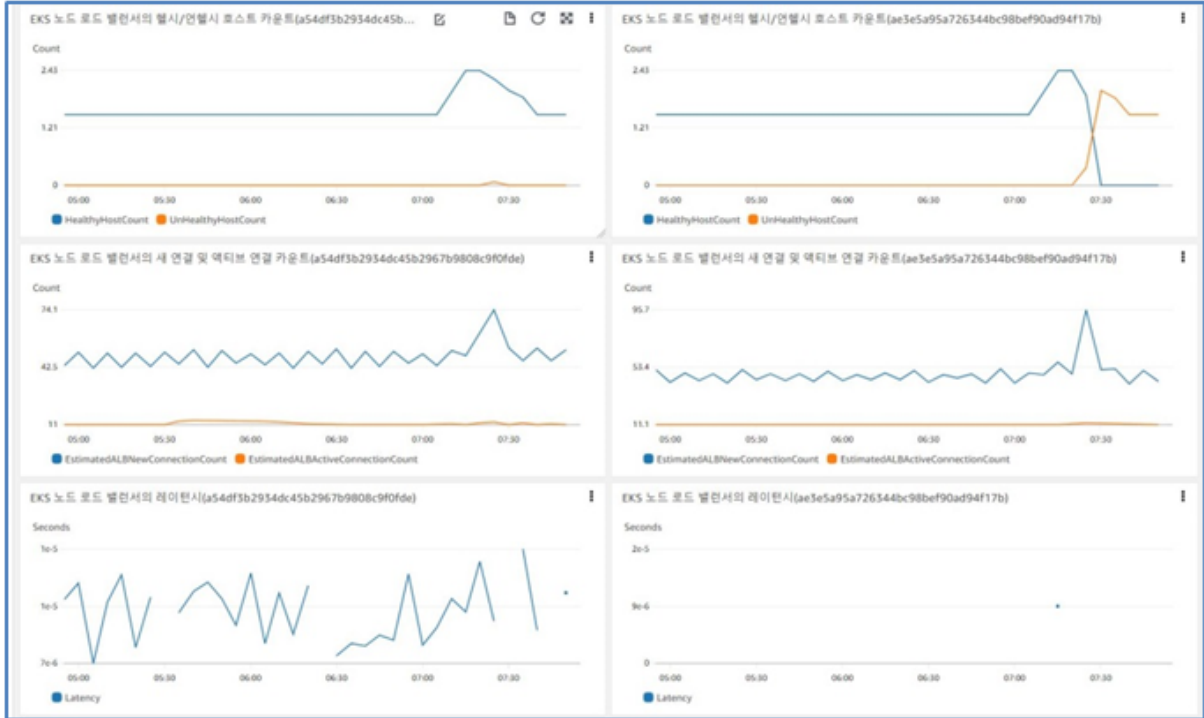 EKS 노드 로드 밸런서의 헬시/언헬시 호스트 카운트(a54df3b2934dc45b...
Count
2.43
1.21
0
05:00 05:30 06:00 06:30 07:00 07:30
HealthyHostCount UnHealthyHostCount
EKS 노드 로드 밸런서의 헬시/언헬시 호스트 카운트(ae3e5a95a726344bc98bef90ad94f17b)
Count
2.43
1.21
0
05:00 05:30 06:00 06:30 07:00 07:30
HealthyHostCount UnHealthyHostCount
EKS 노드 로드 밸런서의 새 연결 및 액티브 연결 카운트(a54df3b2934dc45b2967b9808c9f0fde)
Count
74.1
42.5
11
05:00 05:30 06:00 06:30 07:00 07:30
EstimatedALBNewConnectionCount EstimatedALBActiveConnectionCount
EKS 노드 로드 밸런서의 새 연결 및 액티브 연결 카운트(ae3e5a95a726344bc98bef90ad94f17b)
Count
95.7
53.4
11.1
05:00 05:30 06:00 06:30 07:00 07:30
EstimatedALBNewConnectionCount EstimatedALBActiveConnectionCount
EKS 노드 로드 밸런서의 레이턴시(a54df3b2934dc45b2967b9808c9f0fde)
Seconds
1e-5
1e-5
7e-6
05:00 05:30 06:00 06:30 07:00 07:30
Latency
EKS 노드 로드 밸런서의 레이턴시(ae3e5a95a726344bc98bef90ad94f17b)
Seconds
2e-5
9e-6
0
05:00 05:30 06:00 06:30 07:00 07:30
Latency